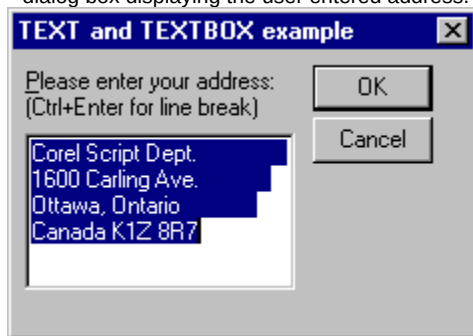 dialog box displaying the user entered address.
TEXT and TEXTBOX example
Please enter your address:
(Ctrl+Enter for line break)
OK
Cancel
Corel Script Dept.
1600 Carling Ave.
Ottawa, Ontario
Canada K1Z 8R7